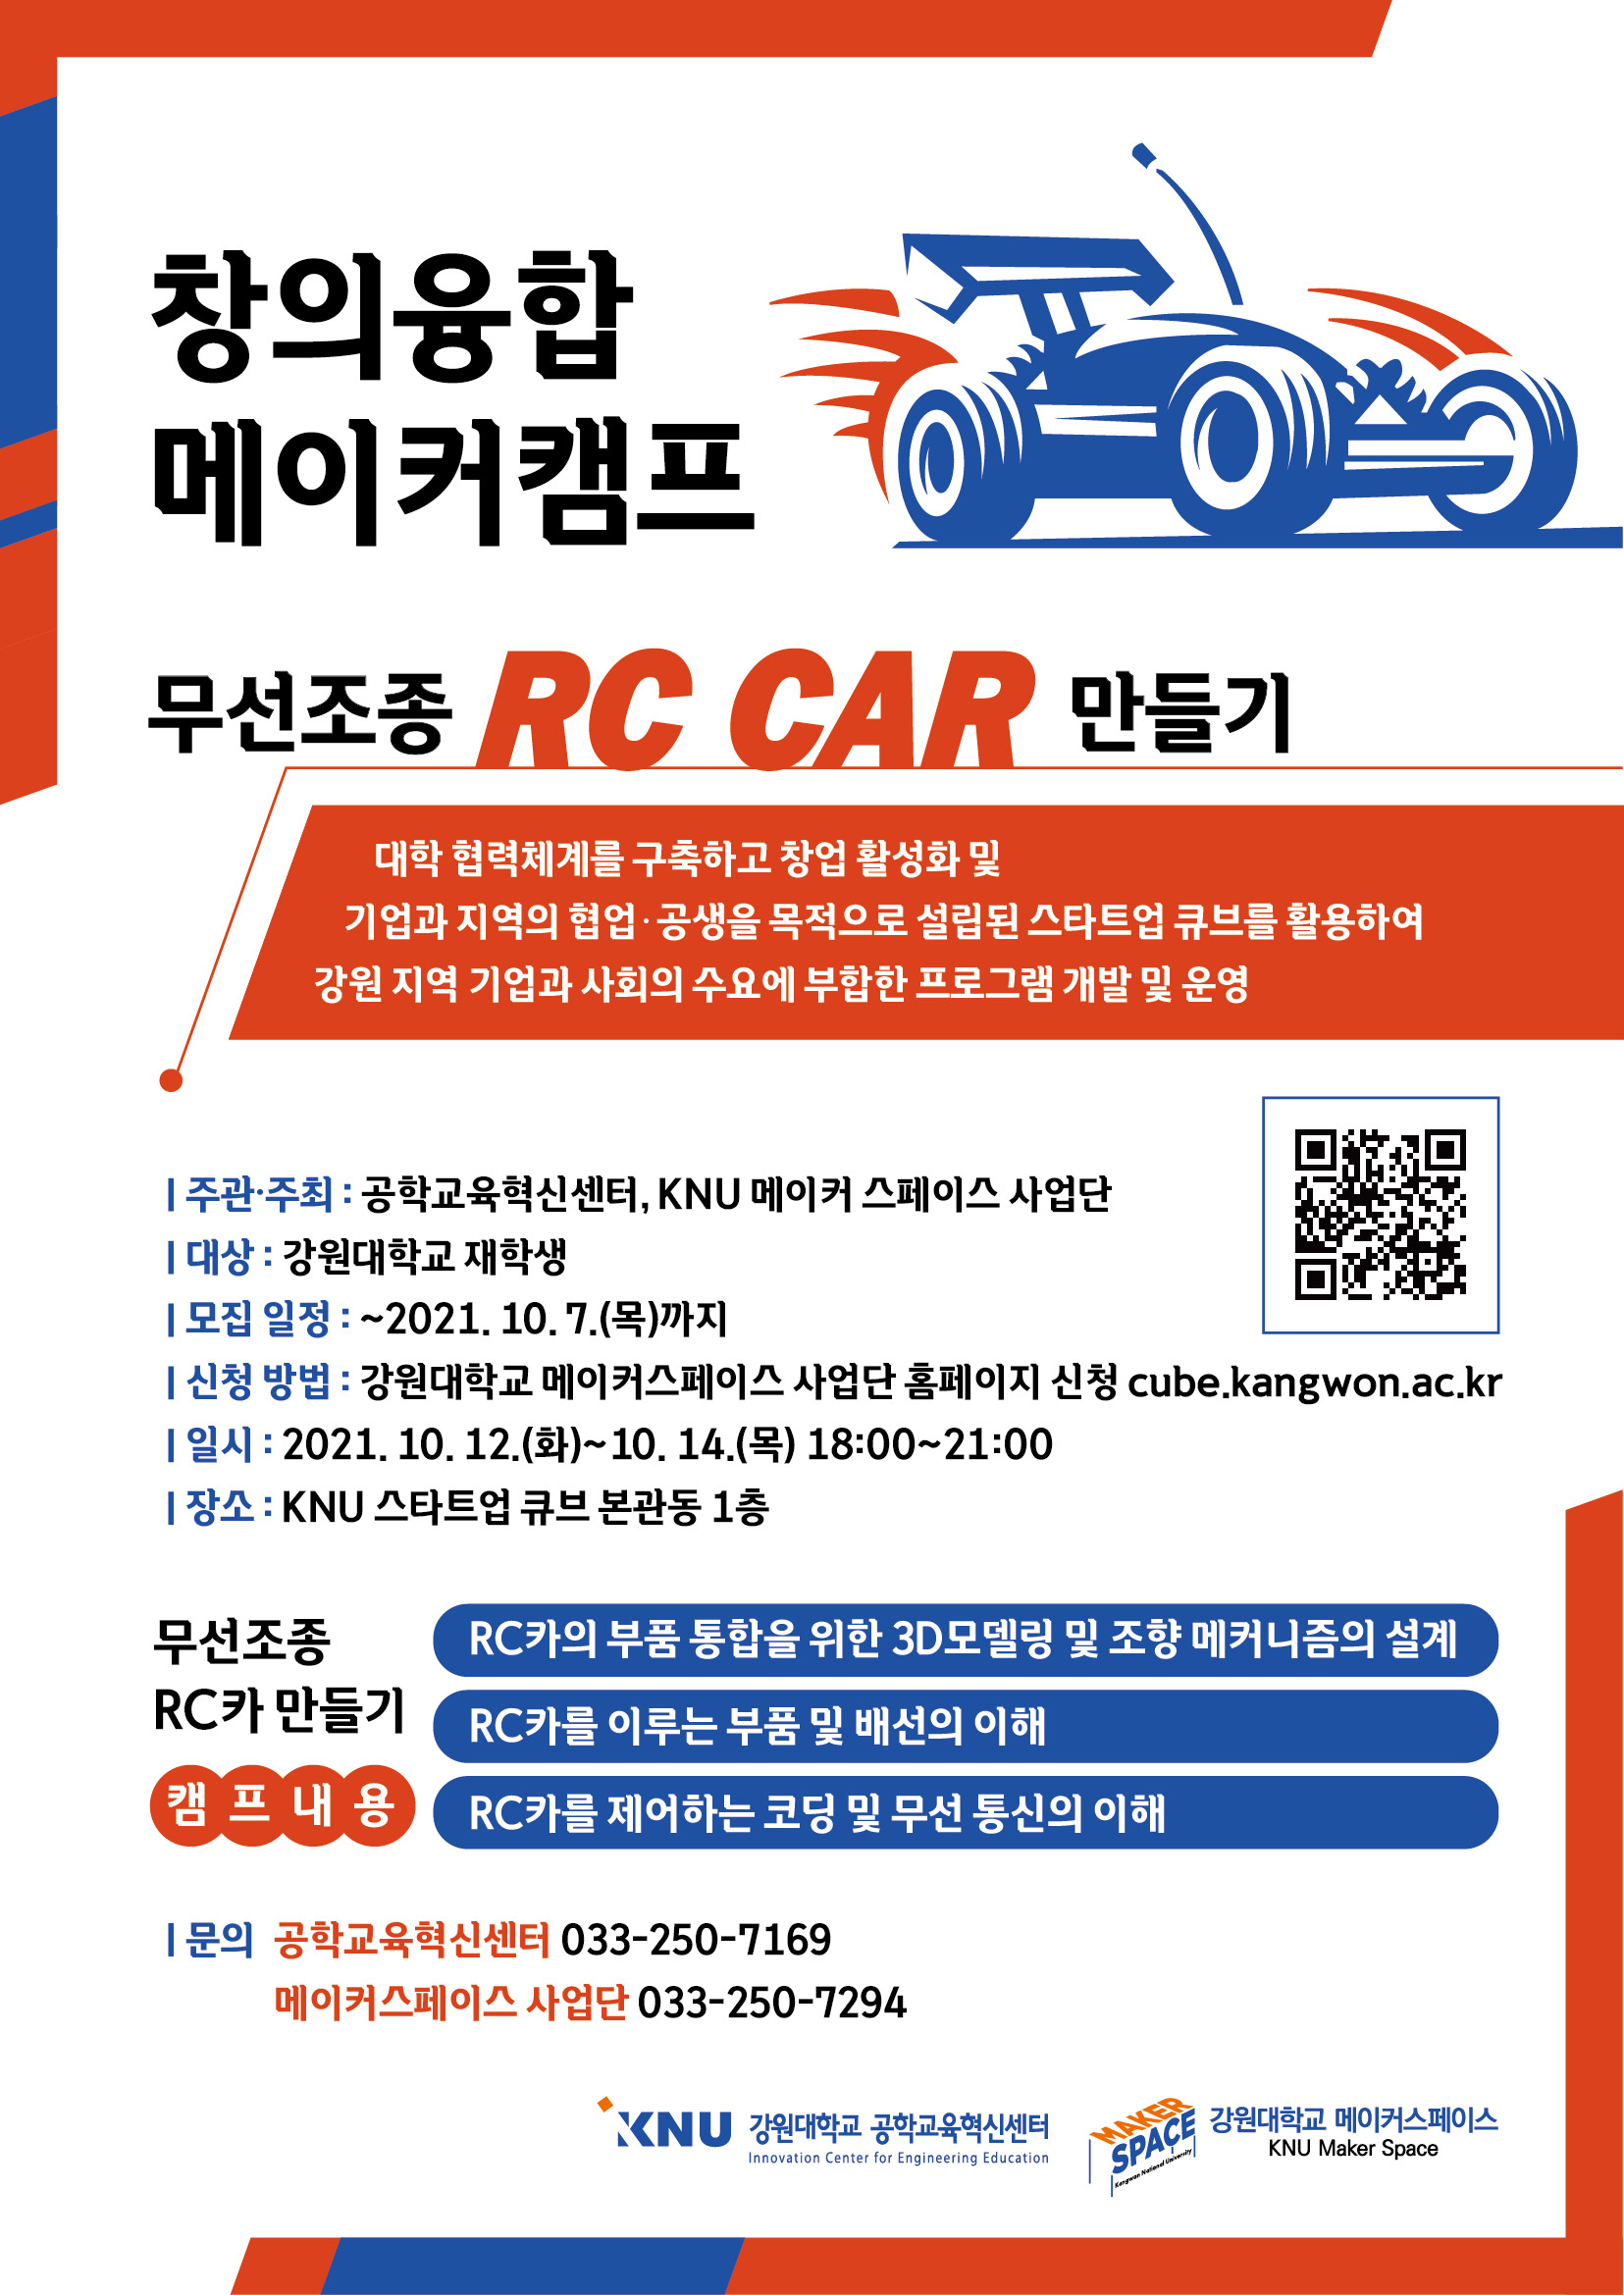 창의융합
메이커캠프
무선조종 RC CAR 만들기
대학 협력체계를 구축하고 창업 활성화 및
기업과 지역의 협업·공생을 목적으로 설립된 스타트업 큐브를 활용하여
강원 지역 기업과 사회의 수요에 부합한 프로그램 개발 및 운영
| 주관·주최 : 공학교육혁신센터, KNU 메이커 스페이스 사업단
| 대상 : 강원대학교 재학생
| 모집 일정 : ~2021. 10. 7.(목)까지
| 신청 방법 : 강원대학교 메이커스페이스 사업단 홈페이지 신청 cube.kangwon.ac.kr
| 일시 : 2021. 10. 12.(화)~10. 14.(목) 18:00~21:00
| 장소 : KNU 스타트업 큐브 본관동 1층
무선조종
RC카 만들기
캠프내용
RC카의 부품 통합을 위한 3D모델링 및 조향 메커니즘의 설계
RC카를 이루는 부품 및 배선의 이해
RC카를 제어하는 코딩 및 무선 통신의 이해
| 문의 공학교육혁신센터 033-250-7169
메이커스페이스 사업단 033-250-7294
KNU 강원대학교 공학교육혁신센터
Innovation Center for Engineering Education
MAKER
SPACE
Kangwon National University
강원대학교 메이커스페이스
KNU Maker Space